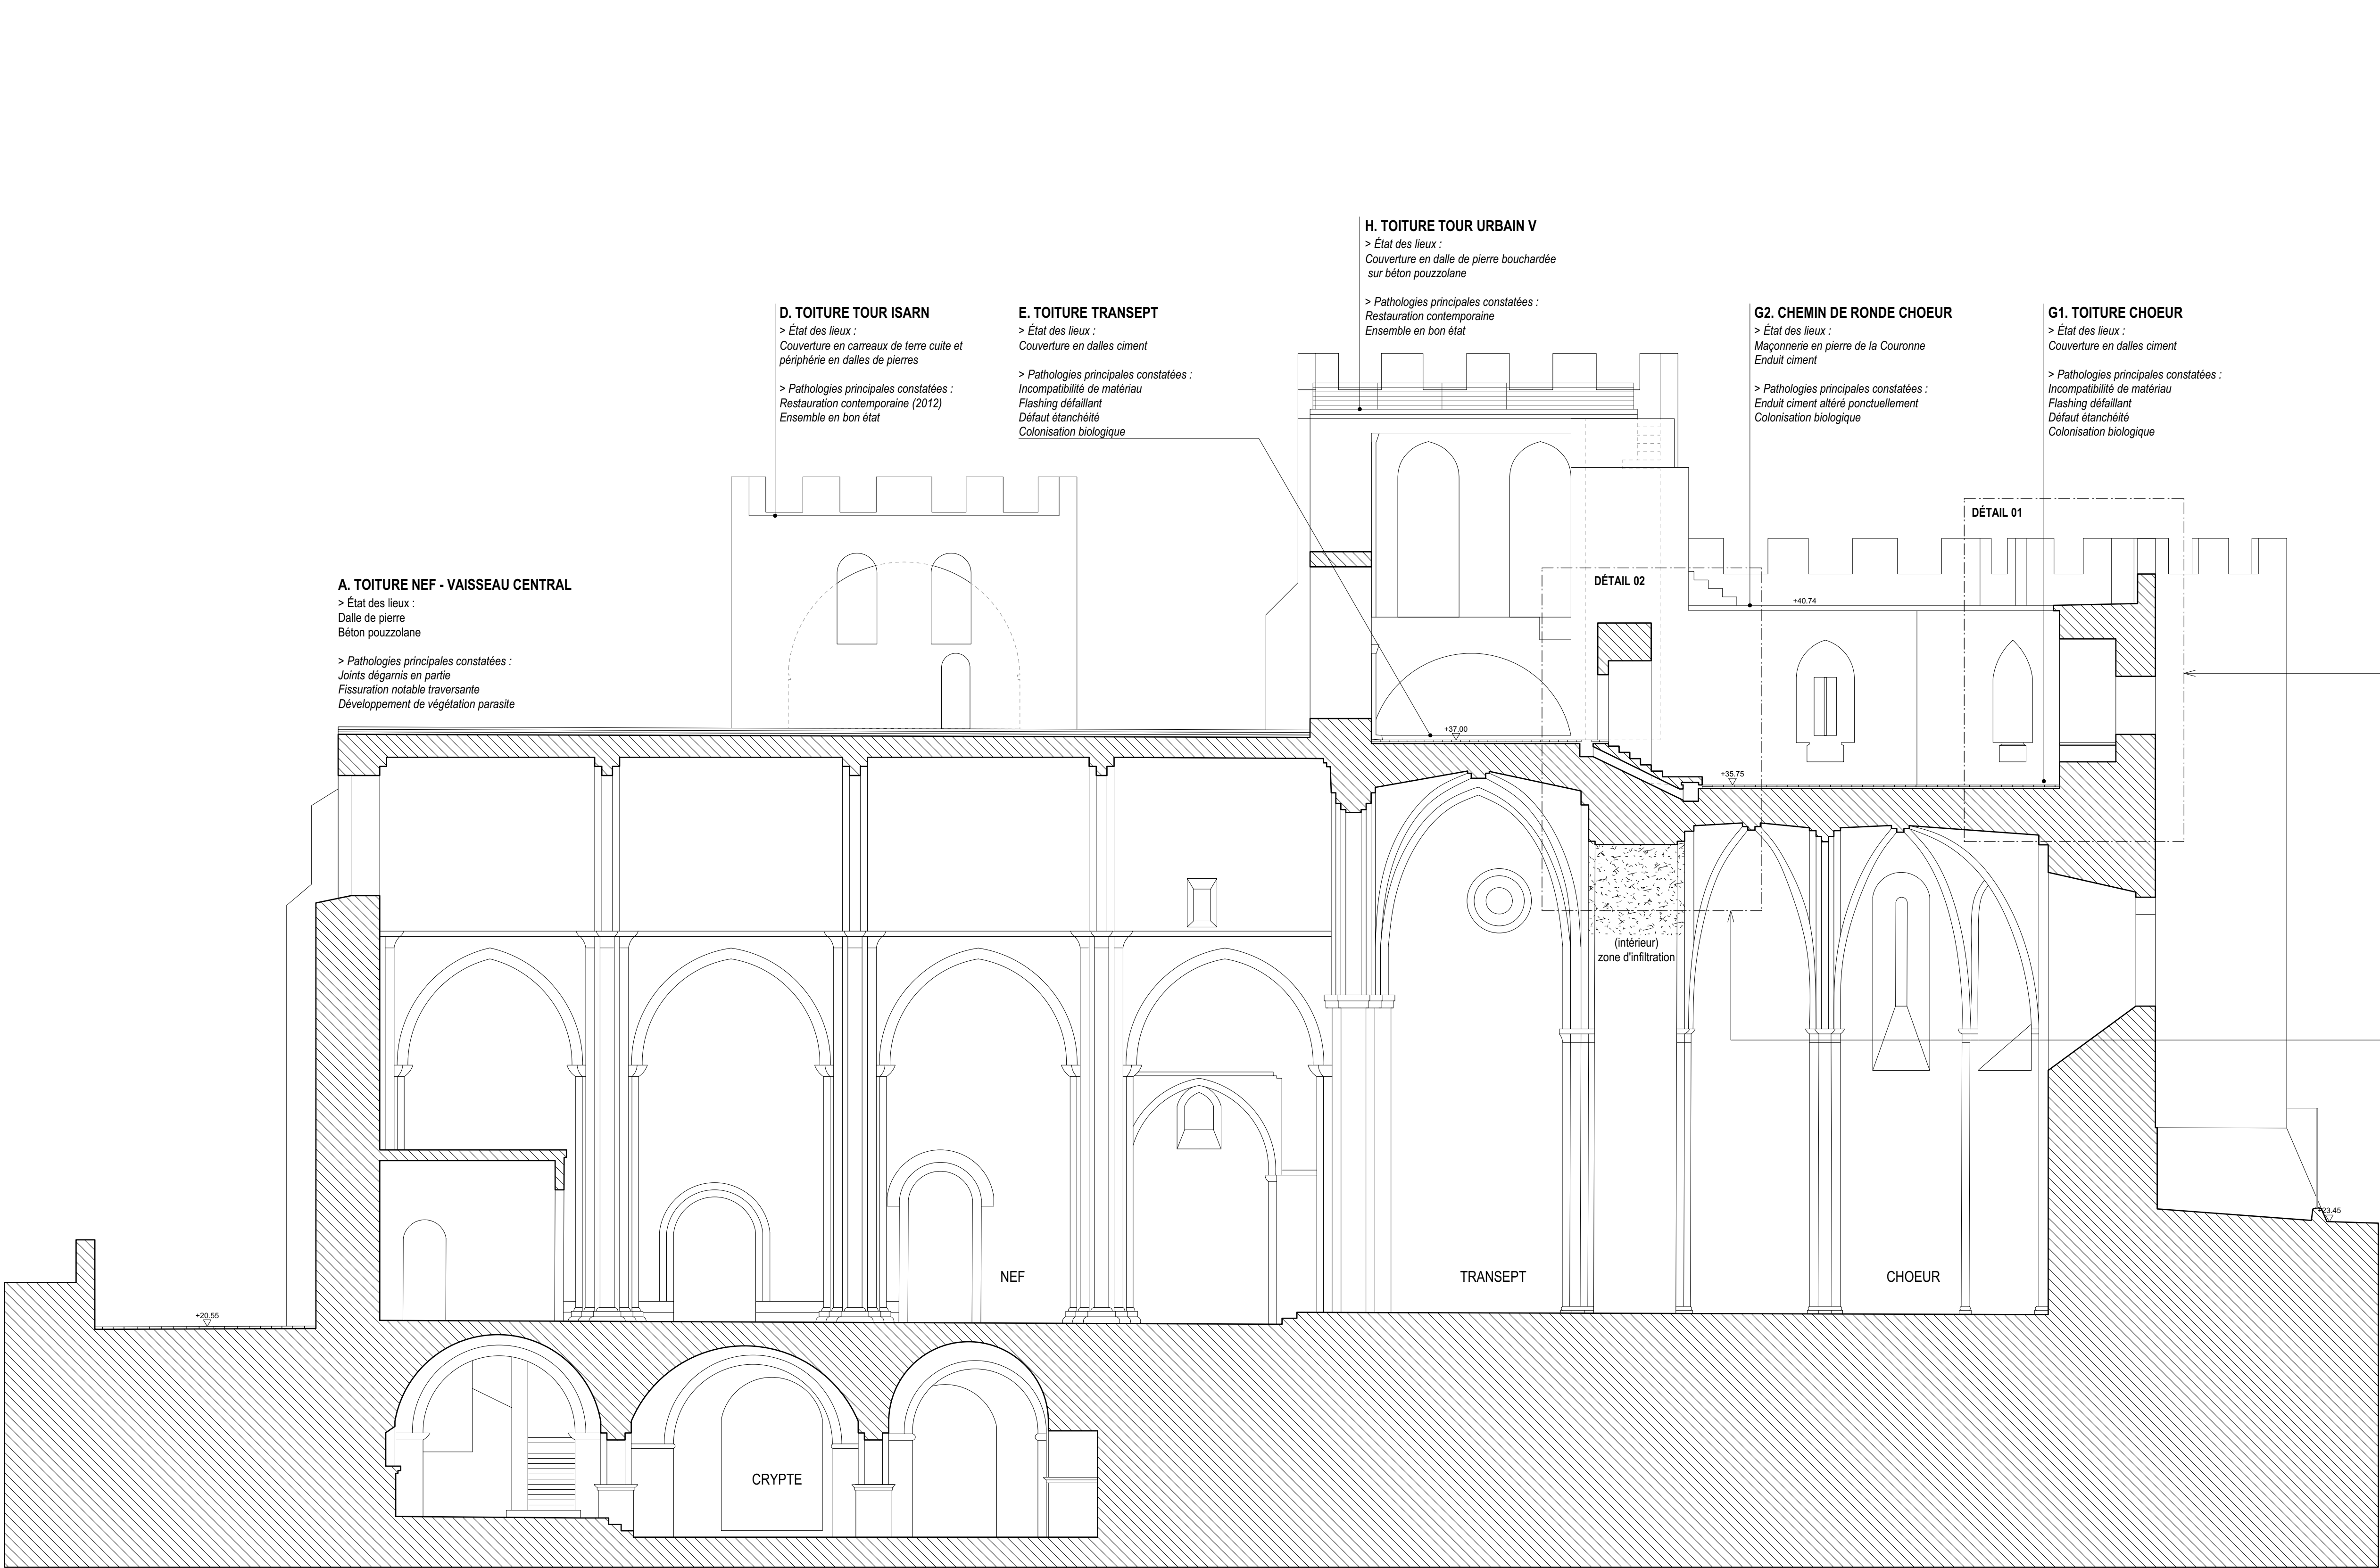 H. TOITURE TOUR URBAIN V
> État des lieux :
Couverture en dalle de pierre bouchardée
sur béton pouzzolane
> Pathologies principales constatées :
Restauration contemporaine
Ensemble en bon état
D. TOITURE TOUR ISARN
> État des lieux :
Couverture en carreaux de terre cuite et
périphérie en dalles de pierres
> Pathologies principales constatées :
Restauration contemporaine (2012)
Ensemble en bon état
E. TOITURE TRANSEPT
> État des lieux :
Couverture en dalles ciment
> Pathologies principales constatées :
Incompatibilité de matériau
Flashing défaillant
Défaut étanchéité
Colonisation biologique
G2. CHEMIN DE RONDE CHOEUR
> État des lieux :
Maçonnerie en pierre de la Couronne
Enduit ciment
> Pathologies principales constatées :
Enduit ciment altéré ponctuellement
Colonisation biologique
G1. TOITURE CHOEUR
> État des lieux :
Couverture en dalles ciment
> Pathologies principales constatées :
Incompatibilité de matériau
Flashing défaillant
Défaut étanchéité
Colonisation biologique
DÉTAIL 01
A. TOITURE NEF - VAISSEAU CENTRAL
> État des lieux :
Dalle de pierre
Béton pouzzolane
> Pathologies principales constatées :
Joints dégarnis en partie
Fissuration notable traversante
Développement de végétation parasite
DÉTAIL 02
+40.74
+37.00
+35.75
(intérieur)
zone d'infiltration
+23.45
NEF
TRANSEPT
CHOEUR
+20.55
CRYPTE